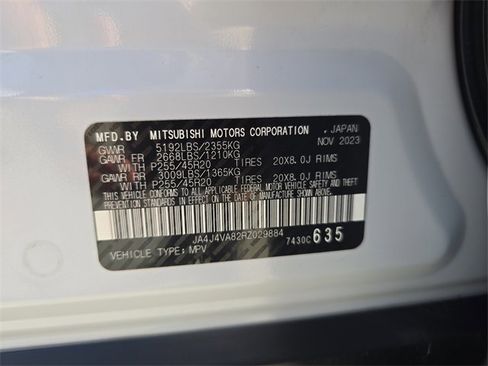 MFD.BY MITSUBISHI MOTORS CORPORATION , JAPAN
GVWR 5192LBS/2355KG NOV 2023
GAWR FR 2668LBS/1210KG
WITH P255/45R20 TIRES 20X8.0J RIMS
GAWR RR 3009LBS/1365KG
WITH P255/45R20 TIRES 20X8.0J RIMS
THIS VEHICLE CONFORMS TO ALL APPLICABLE FEDERAL MOTOR VEHICLE SAFETY, BUMPER AND THEFT
PREVENTION STANDARDS IN EFFECT ON THE DATE OF MANUFACTURE SHOWN ABOVE.
JA4J4VA82RZ029884
VEHICLE TYPE: MPV 7430C 635